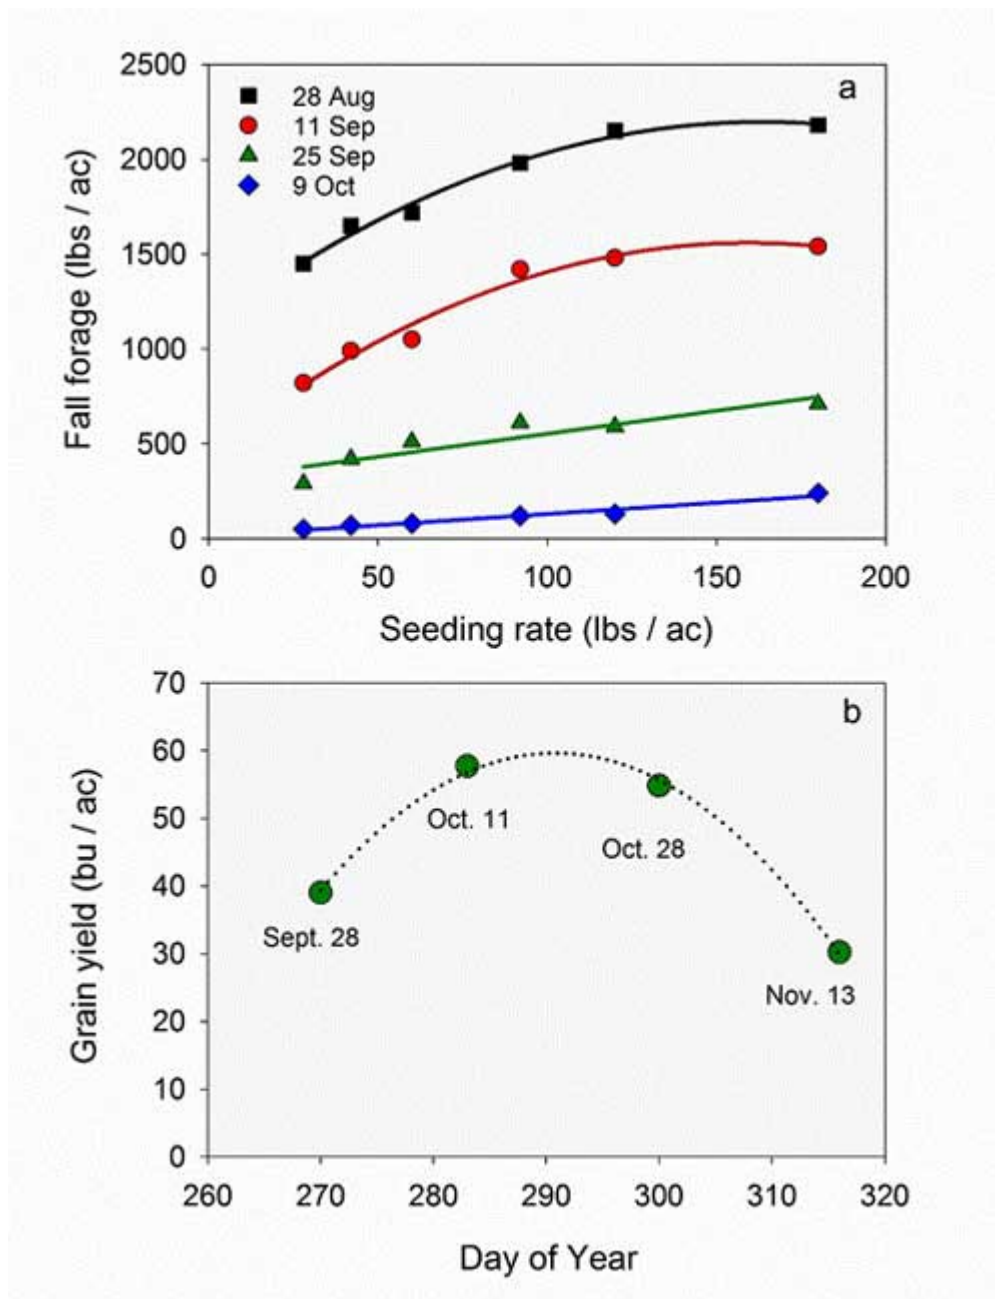 2500
a
28 Aug
11 Sep
25 Sep
9 Oct
2000
1500
1000
500
0
Fall forage (lbs / ac)
0 50 100 150 200
Seeding rate (lbs / ac)
70
b
60
50
40
30
20
10
0
Grain yield (bu / ac)
Oct. 11
Oct. 28
Sept. 28
Nov. 13
260 270 280 290 300 310 320
Day of Year